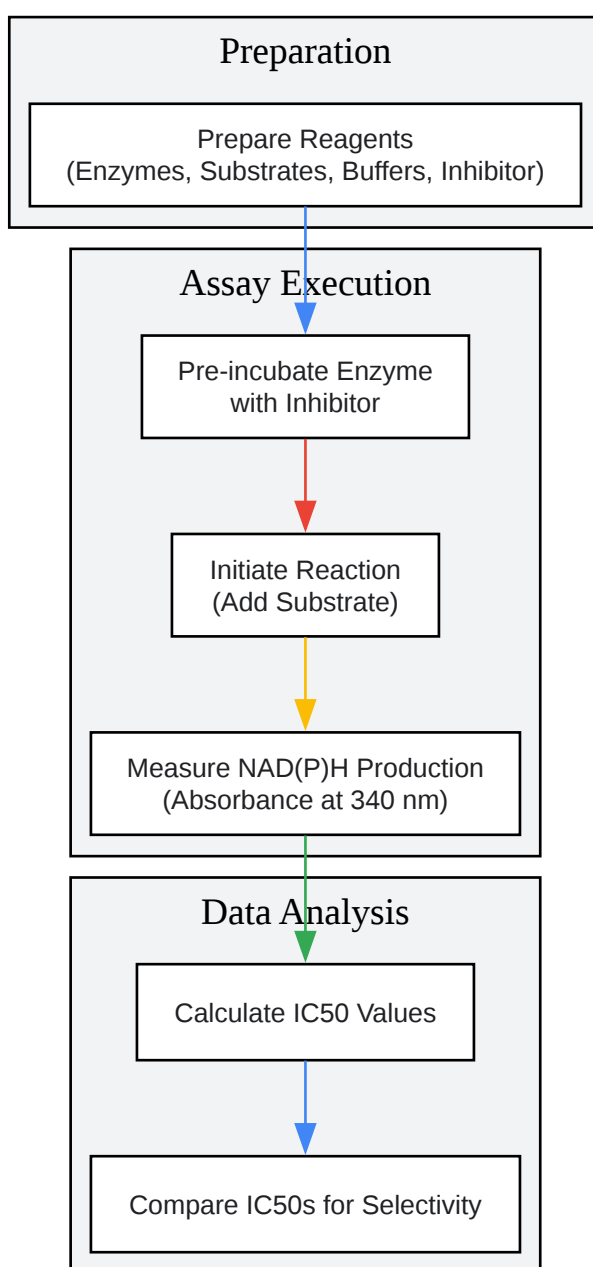 Preparation
Prepare Reagents
(Enzymes, Substrates, Buffers, Inhibitor)
Assay Execution
Pre-incubate Enzyme
with Inhibitor
Initiate Reaction
(Add Substrate)
Measure NAD(P)H Production
(Absorbance at 340 nm)
Data Analysis
Calculate IC50 Values
Compare IC50s for Selectivity